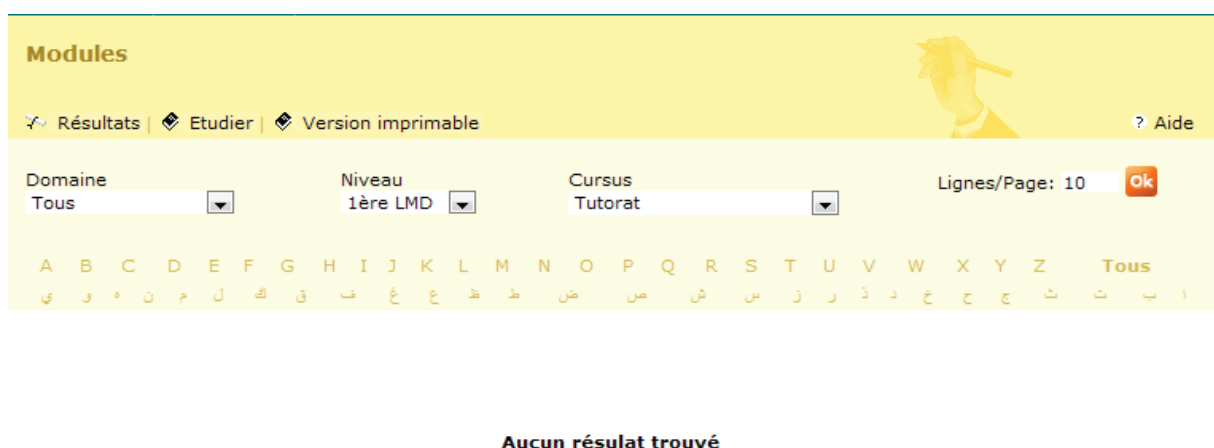 Modules
Résultats | Etudier | Version imprimable
? Aide
Domaine Niveau Cursus Lignes/Page: 10 Ok
Tous 1ère LMD Tutorat
A B C D E F G H I J K L M N O P Q R S T U V W X Y Z Tous
ا ب ت ث ج ح خ د ذ ر ز س ش ص ض ط ظ ع غ ف ق ك ل م ن ه و ي
Aucun résulat trouvé